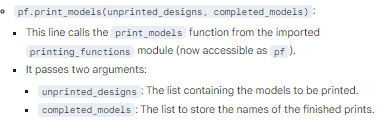 pf.print_models(unprinted_designs, completed_models) :
This line calls the print_models function from the imported
printing_functions module (now accessible as pf ).
It passes two arguments:
unprinted_designs : The list containing the models to be printed.
completed_models : The list to store the names of the finished prints.